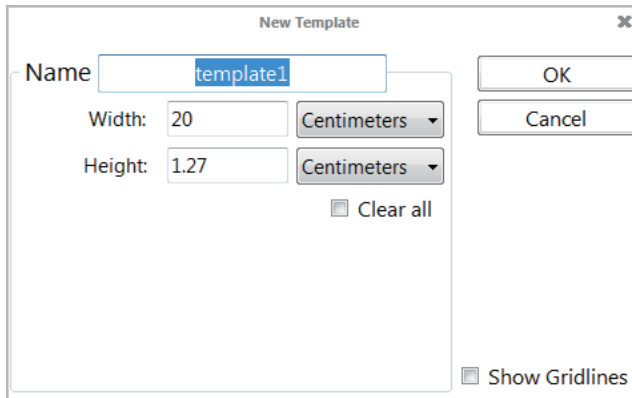 New Template
Name template1
OK
Width: 20 Centimeters
Cancel
Height: 1.27 Centimeters
Clear all
Show Gridlines